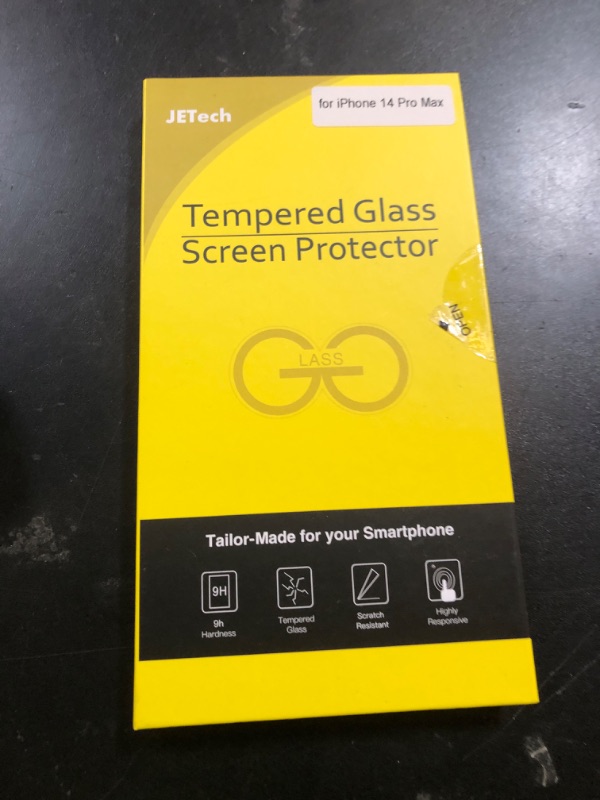 JETech
for iPhone 14 Pro Max
Tempered Glass
Screen Protector
OPEN
LASS
Tailor-Made for your Smartphone
9H
9h
Hardness
Tempered
Glass
Scratch
Resistant
Highly
Responsive